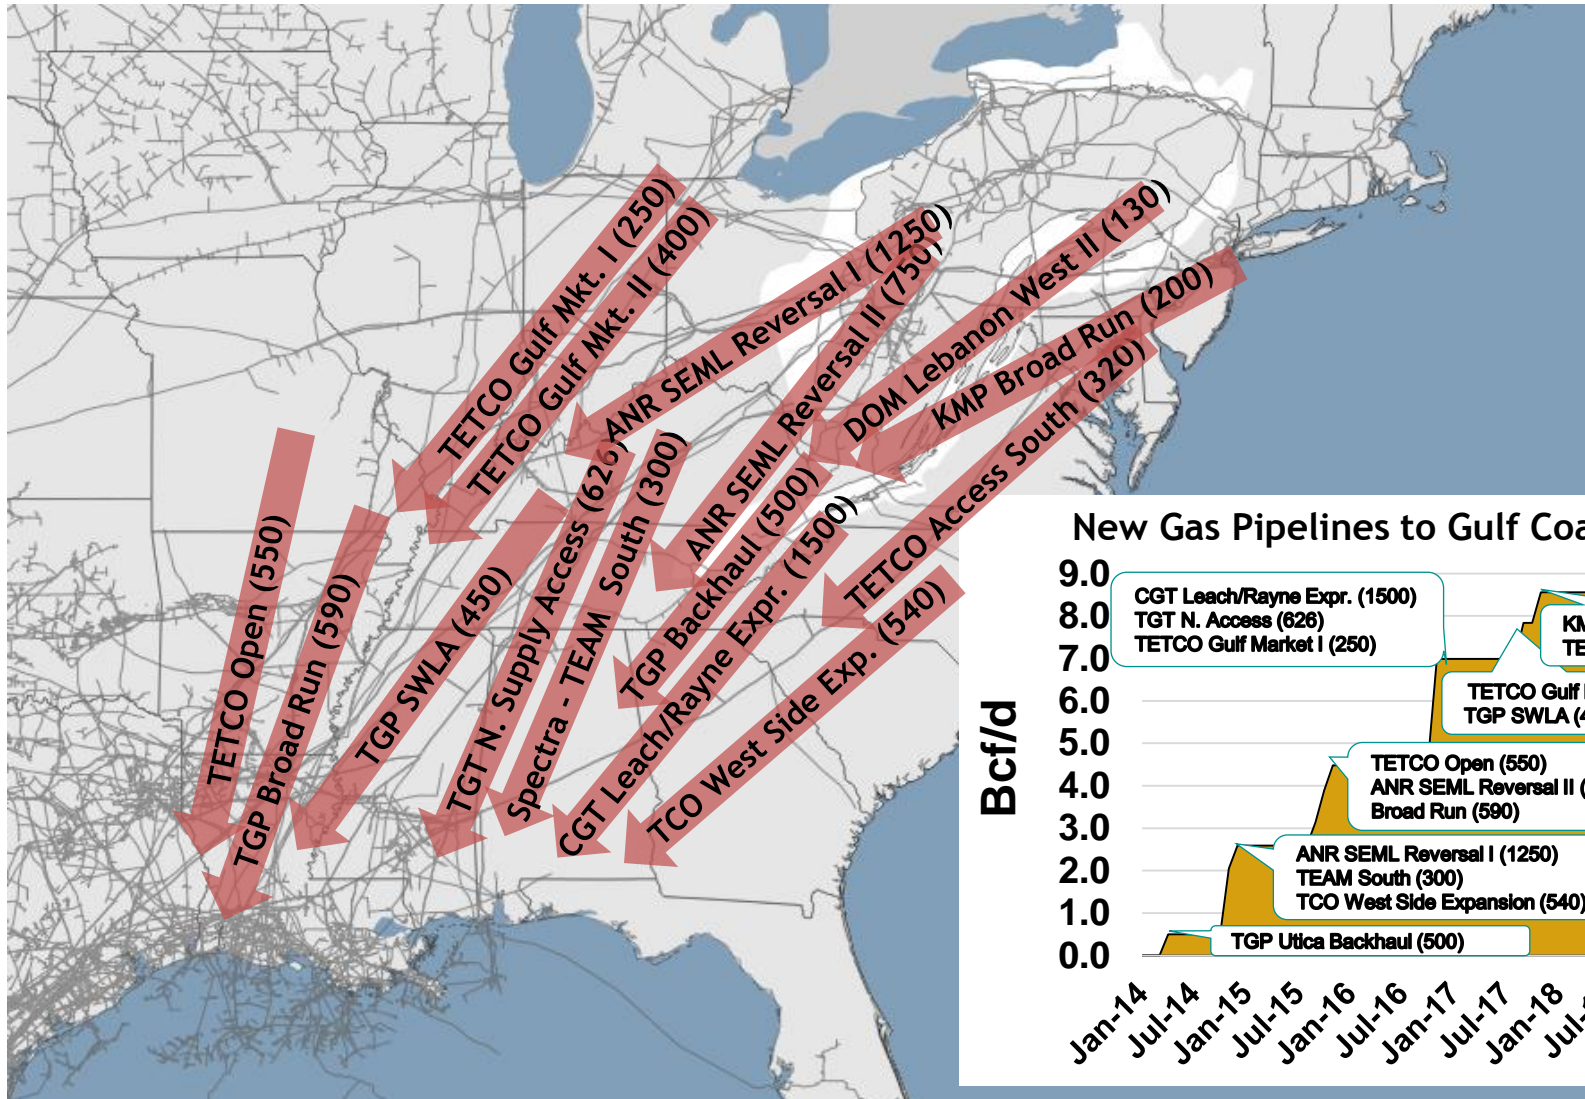 TETCO Gulf Mkt. I (250)
TETCO Gulf Mkt. II (400)
ANR SEML Reversal I (1250)
ANR SEML Reversal II (750)
DOM Lebanon West II (130)
KMP Broad Run (200)
TETCO Access South (320)
TETCO Open (550)
TGP Broad Run (590)
TGP SWLA (450)
TGT N. Supply Access (626)
Spectra - TEAM South (300)
TGP Backhaul (500)
CGT Leach/Rayne Expr. (1500)
TCO West Side Exp. (540)
New Gas Pipelines to Gulf Coa
Bcf/d
9.0
8.0
7.0
6.0
5.0
4.0
3.0
2.0
1.0
0.0
CGT Leach/Rayne Expr. (1500)
TGT N. Access (626)
TETCO Gulf Market I (250)
KM
TE
TETCO Gulf
TGP SWLA (4
TETCO Open (550)
ANR SEML Reversal II (
Broad Run (590)
ANR SEML Reversal I (1250)
TEAM South (300)
TCO West Side Expansion (540)
TGP Utica Backhaul (500)
Jan-14
Jul-14
Jan-15
Jul-15
Jan-16
Jul-16
Jan-17
Jul-17
Jan-18
Jul-